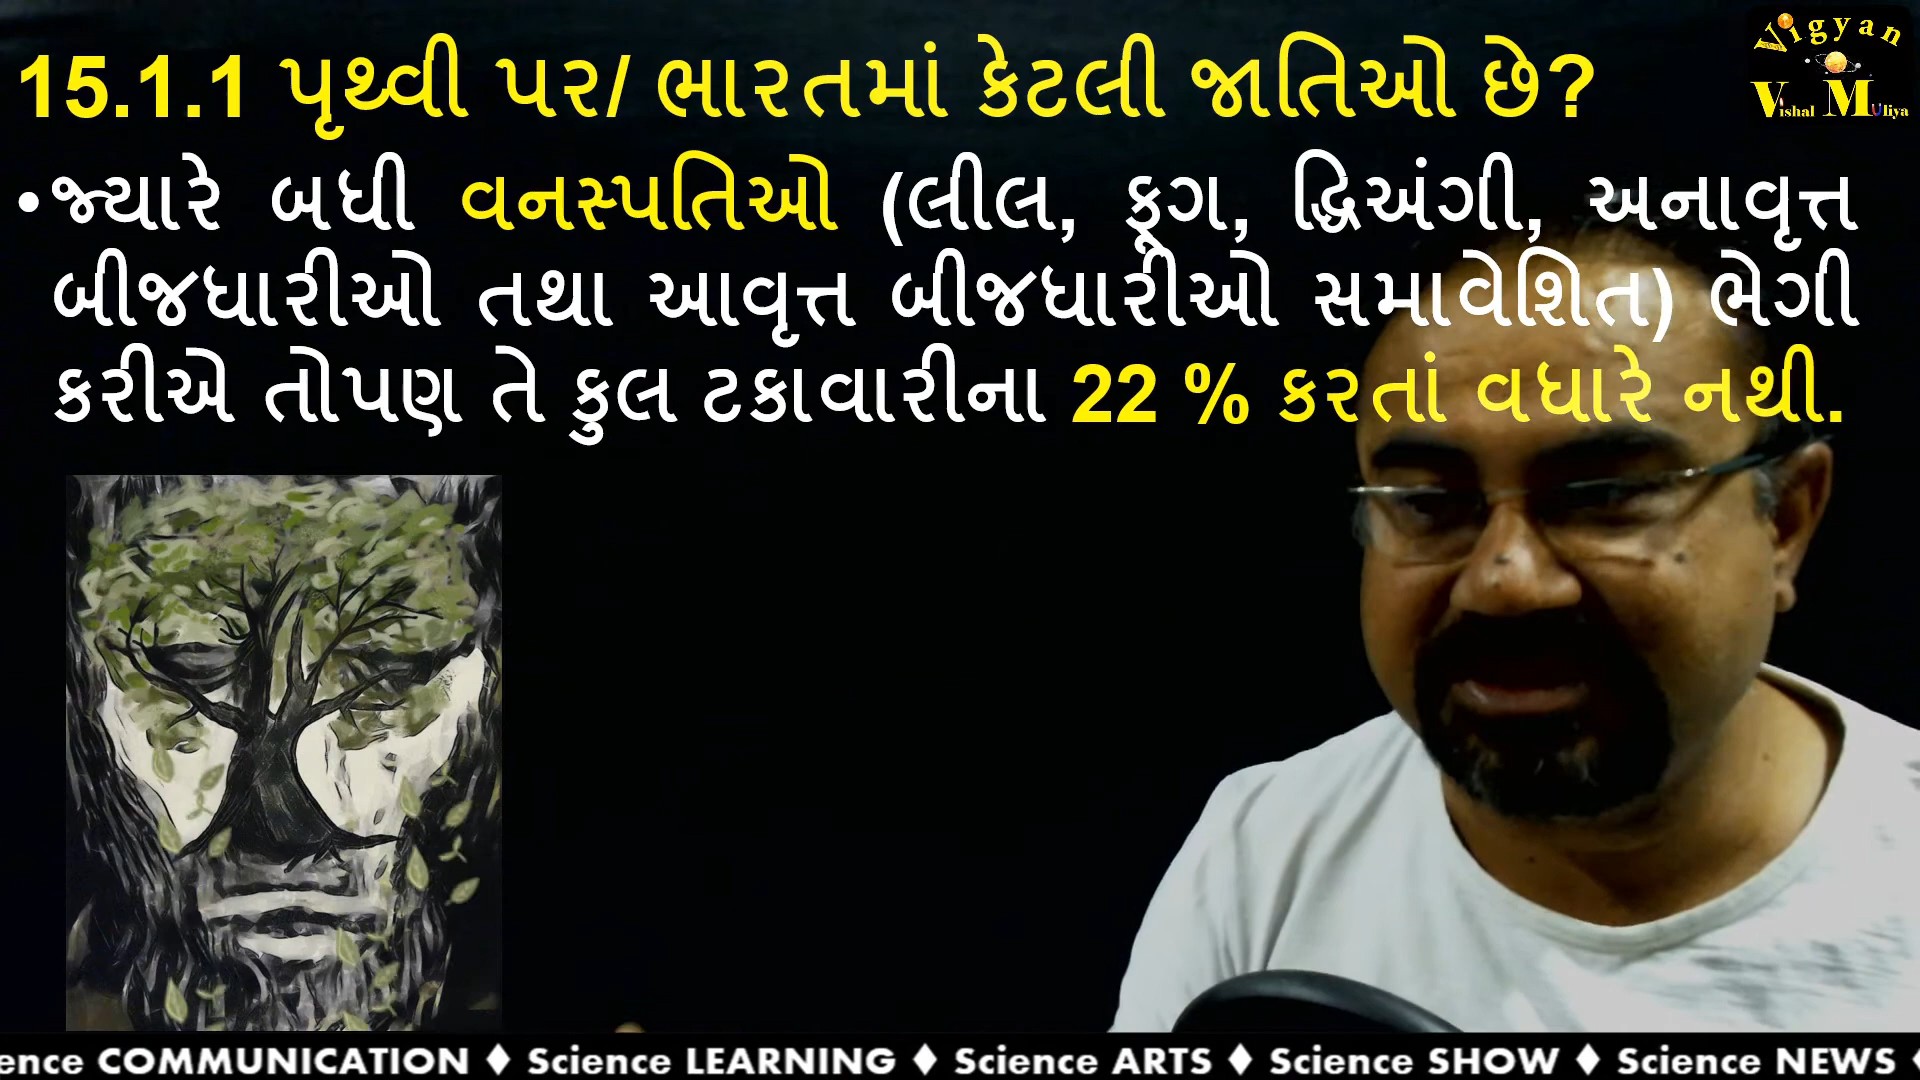 15.1.1 પૃથ્વી પર/ ભારતમાં કેટલી જાતિઓ છે?
•જ્યારે બધી વનસ્પતિઓ (લીલ, ફૂગ, દ્વિઅંગી, અનાવૃત્ત
બીજધારીઓ તથા આવૃત્ત બીજધારીઓ સમાવેશિત) ભેગી
કરીએ તોપણ તે કુલ ટકાવારીના 22 % કરતાં વધારે નથી.
Vigyan
Vishal Muliya
ence COMMUNICATION ♦ Science LEARNING ♦ Science ARTS ♦ Science SHOW ♦ Science NEWS ♦